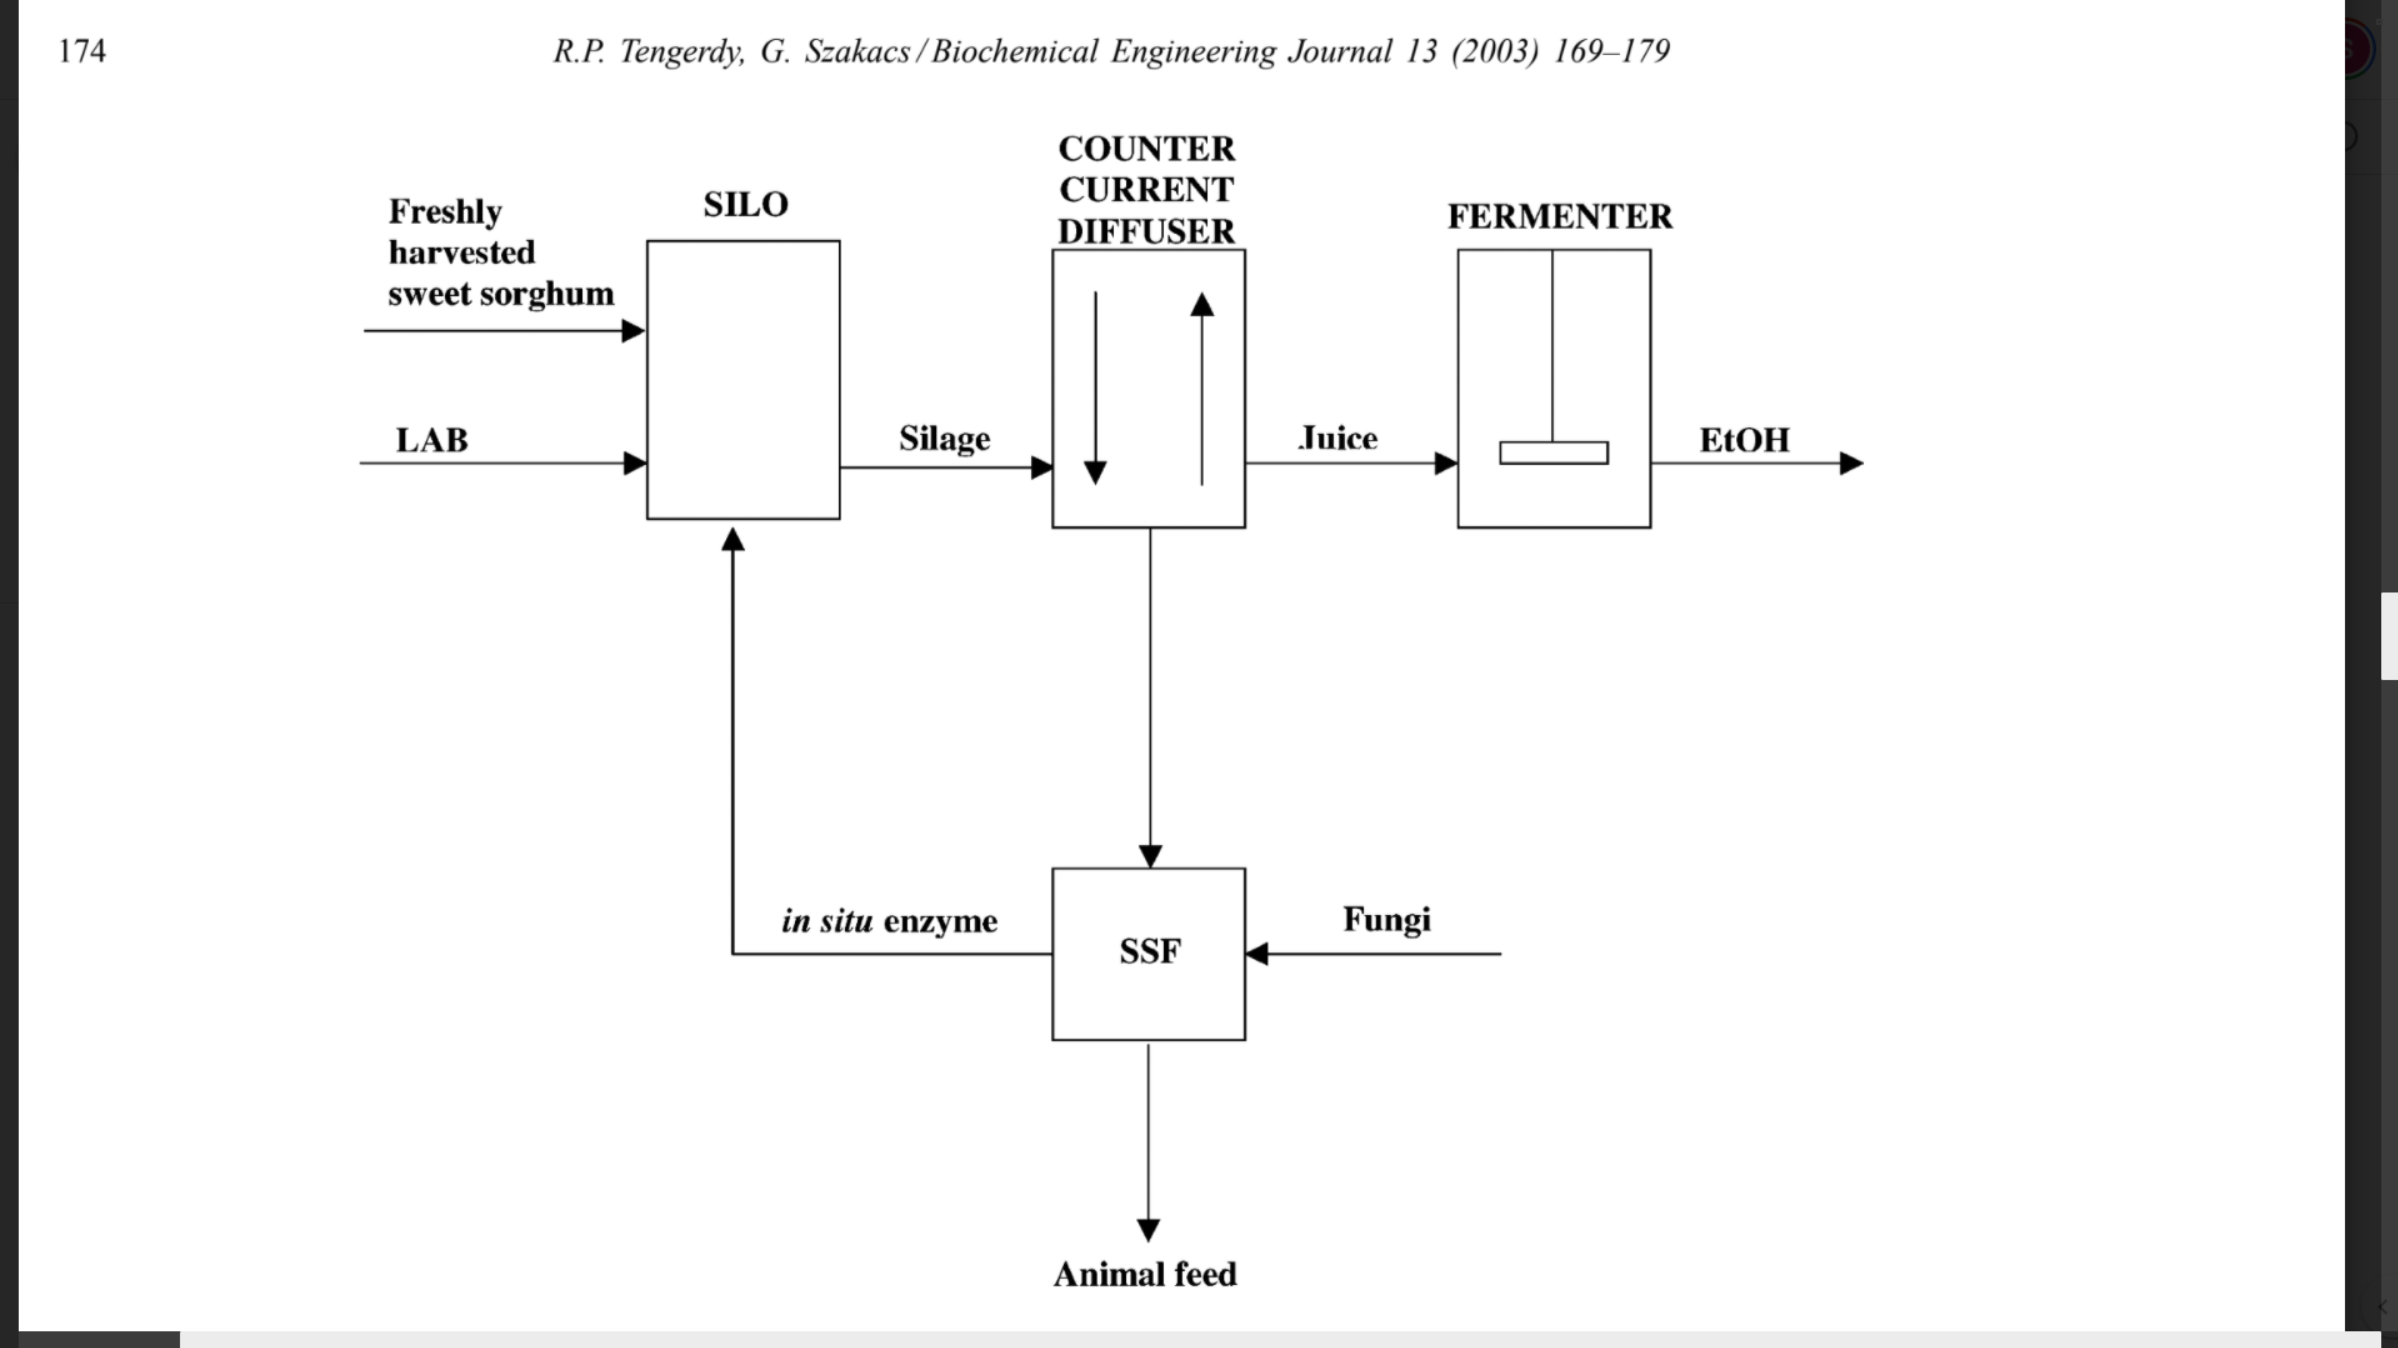 174
R.P. Tengerdy, G. Szakacs / Biochemical Engineering Journal 13 (2003) 169–179
Freshly
harvested
sweet sorghum
LAB
SILO
Silage
COUNTER
CURRENT
DIFFUSER
Juice
FERMENTER
EtOH
in situ enzyme
SSF
Fungi
Animal feed